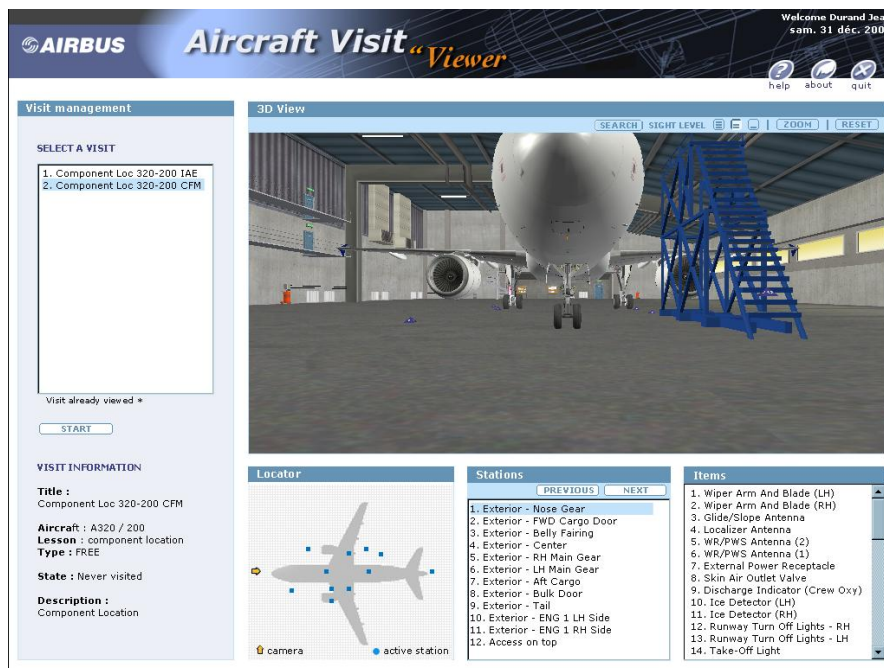 AIRBUS
Aircraft Visit
"Viewer
Welcome Durand Jea
sam. 31 déc. 200
help about quit
Visit management
SELECT A VISIT
1. Component Loc 320-200 IAE
2. Component Loc 320-200 CFM
Visit already viewed *
START
VISIT INFORMATION
Title :
Component Loc 320-200 CFM
Aircraft : A320 / 200
Lesson : component location
Type : FREE
State : Never visited
Description :
Component Location
3D View
SEARCH SIGHT LEVEL | ZOOM | RESET
Locator
camera active station
Stations
PREVIOUS NEXT
1. Exterior - Nose Gear
2. Exterior - FWD Cargo Door
3. Exterior - Belly Fairing
4. Exterior - Center
5. Exterior - RH Main Gear
6. Exterior - LH Main Gear
7. Exterior - Aft Cargo
8. Exterior - Bulk Door
9. Exterior - Tail
10. Exterior - ENG 1 LH Side
11. Exterior - ENG 1 RH Side
12. Access on top
Items
1. Wiper Arm And Blade (LH)
2. Wiper Arm And Blade (RH)
3. Glide/Slope Antenna
4. Localizer Antenna
5. WR/PWS Antenna (2)
6. WR/PWS Antenna (1)
7. External Power Receptacle
8. Skin Air Outlet Valve
9. Discharge Indicator (Crew Oxy)
10. Ice Detector (LH)
11. Ice Detector (RH)
12. Runway Turn Off Lights - RH
13. Runway Turn Off Lights - LH
14. Take-Off Light